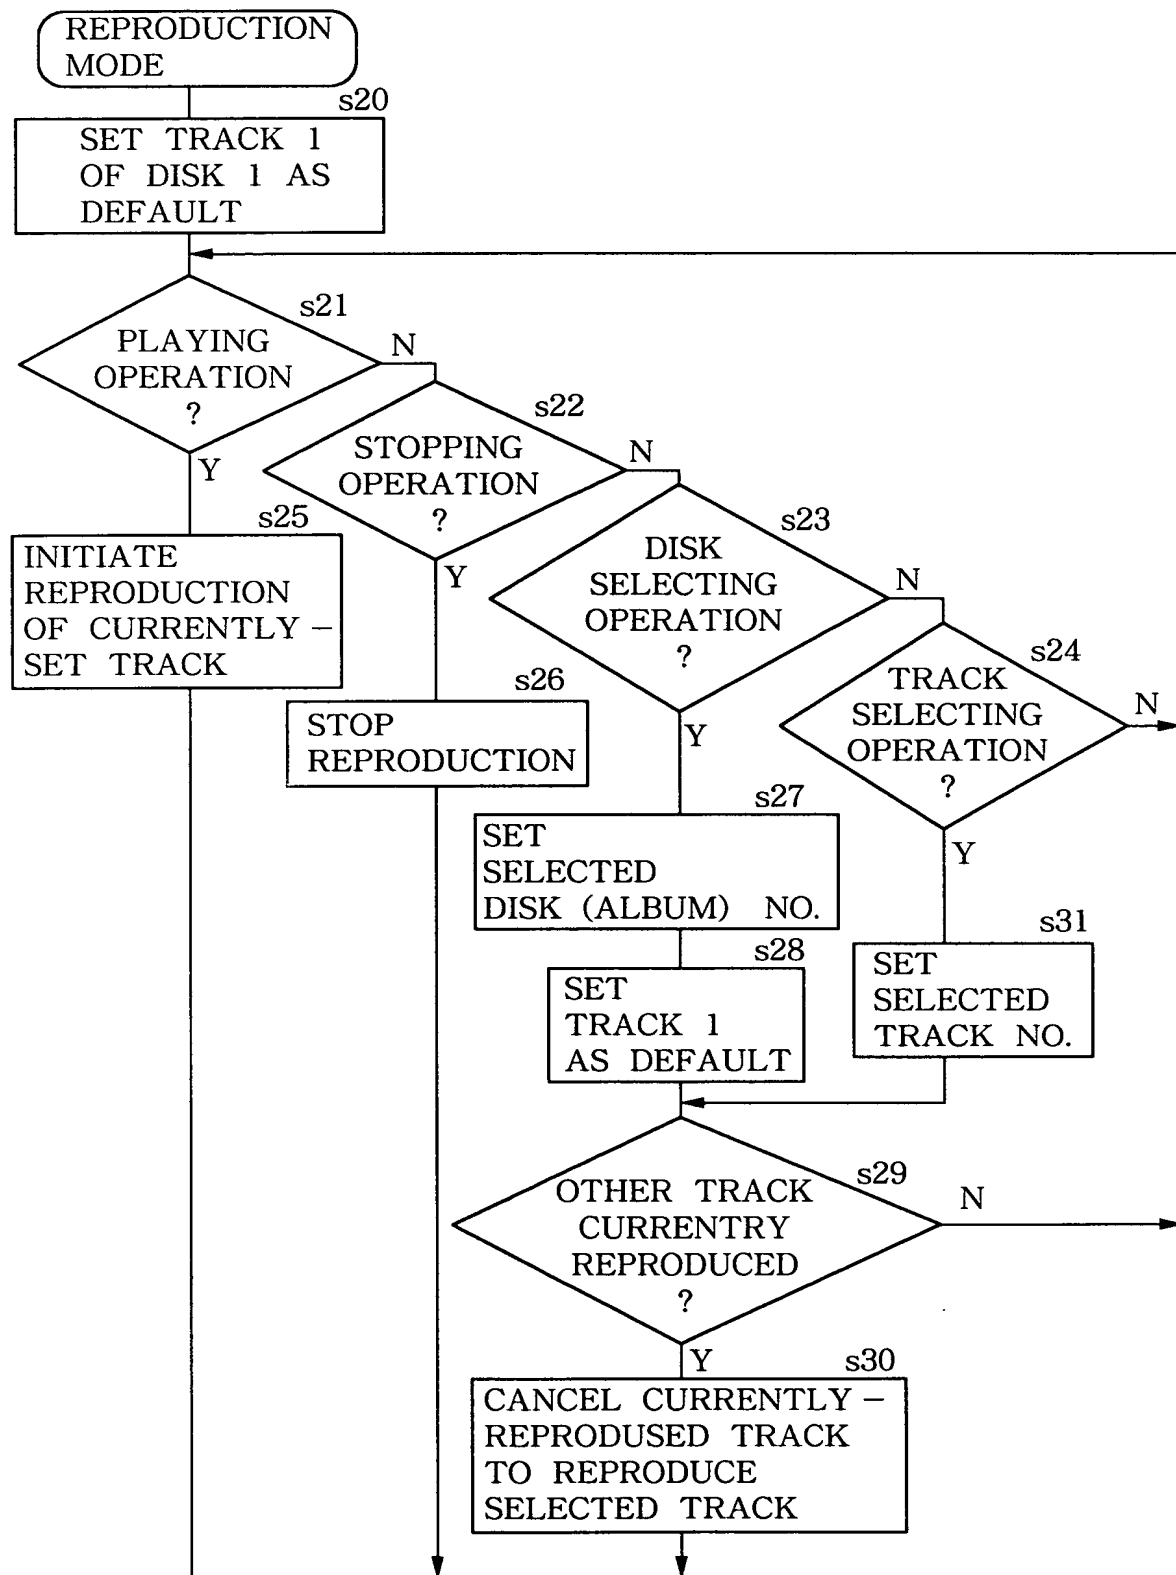 REPRODUCTION
MODE
s20
SET TRACK 1
OF DISK 1 AS
DEFAULT
s21
PLAYING
OPERATION
?
N
Y
s22
STOPPING
OPERATION
?
N
Y
s25
INITIATE
REPRODUCTION
OF CURRENTLY –
SET TRACK
s23
DISK
SELECTING
OPERATION
?
N
Y
s26
STOP
REPRODUCTION
s24
TRACK
SELECTING
OPERATION
?
N
Y
s27
SET
SELECTED
DISK (ALBUM) NO.
s28
SET
TRACK 1
AS DEFAULT
s31
SET
SELECTED
TRACK NO.
s29
OTHER TRACK
CURRENTRY
REPRODUCED
?
N
Y
s30
CANCEL CURRENTLY –
REPRODUSED TRACK
TO REPRODUCE
SELECTED TRACK